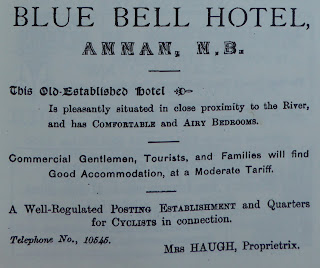 BLUE BELL HOTEL,
ANNAN, N.B.
This Old-Established Hotel
Is pleasantly situated in close proximity to the River,
and has COMFORTABLE and AIRY BEDROOMS.
Commercial Gentlemen, Tourists, and Families will find
Good Accommodation, at a Moderate Tariff.
A Well-Regulated POSTING ESTABLISHMENT and Quarters
for CYCLISTS in connection.
Telephone No., 10545.
MRS HAUGH, Proprietrix.